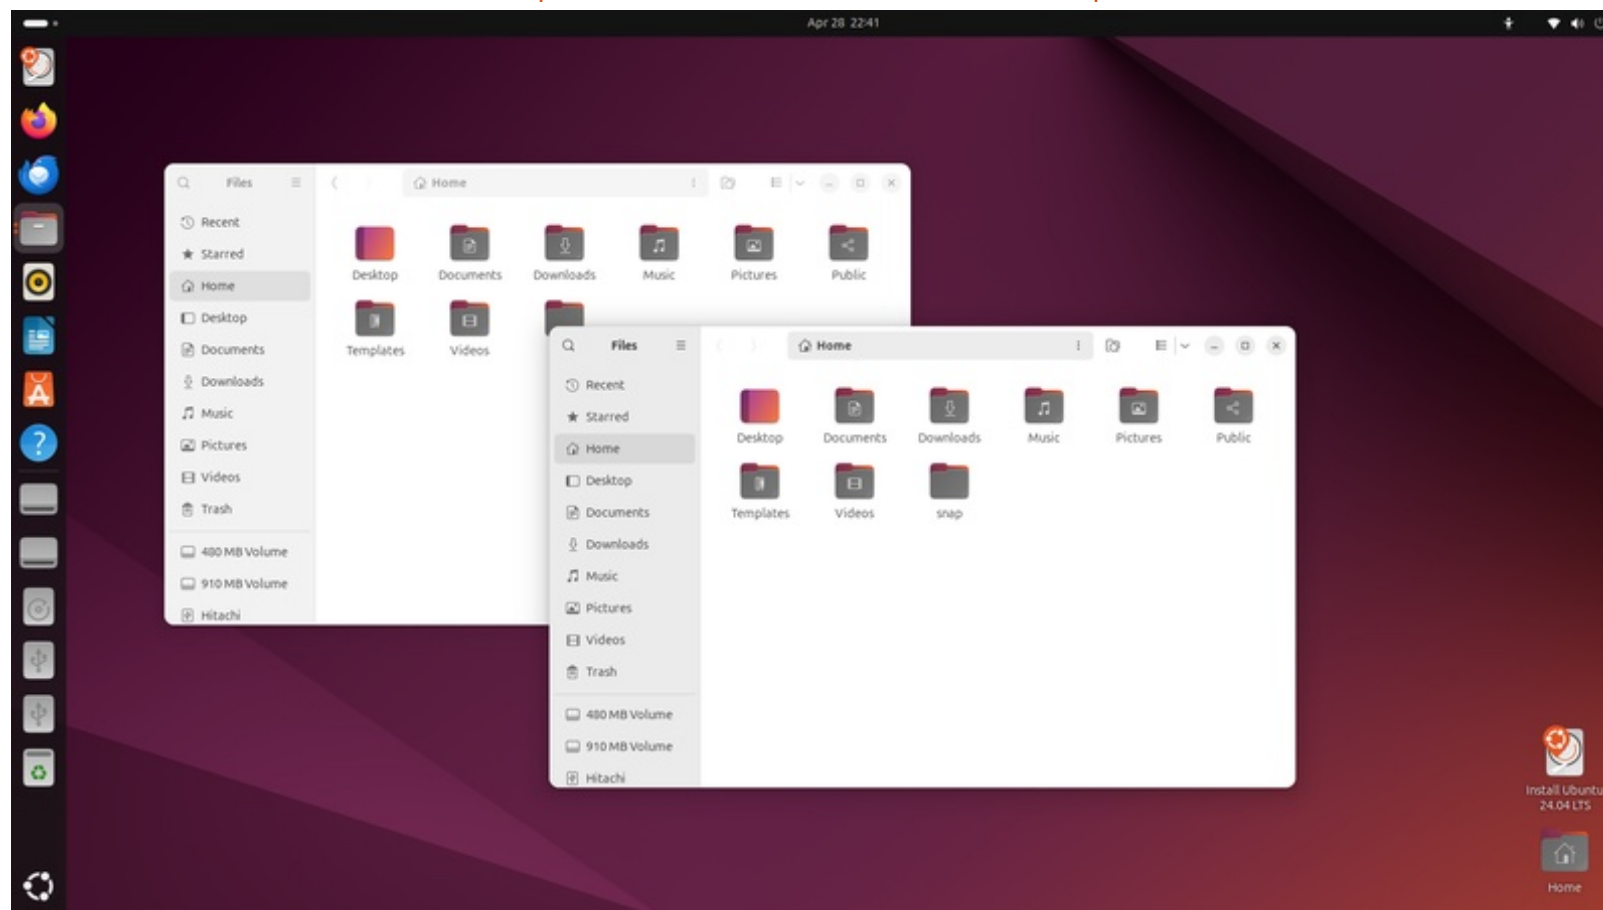 Apr 28 22:41
Files
Home
Recent
Starred
Home
Desktop
Documents
Downloads
Music
Pictures
Videos
Trash
480 MB Volume
910 MB Volume
Hitachi
Desktop
Documents
Downloads
Music
Pictures
Public
Templates
Videos
Files
Home
Recent
Starred
Home
Desktop
Documents
Downloads
Music
Pictures
Videos
Trash
480 MB Volume
910 MB Volume
Hitachi
Desktop
Documents
Downloads
Music
Pictures
Public
Templates
Videos
snap
Install Ubuntu
24.04 LTS
Home